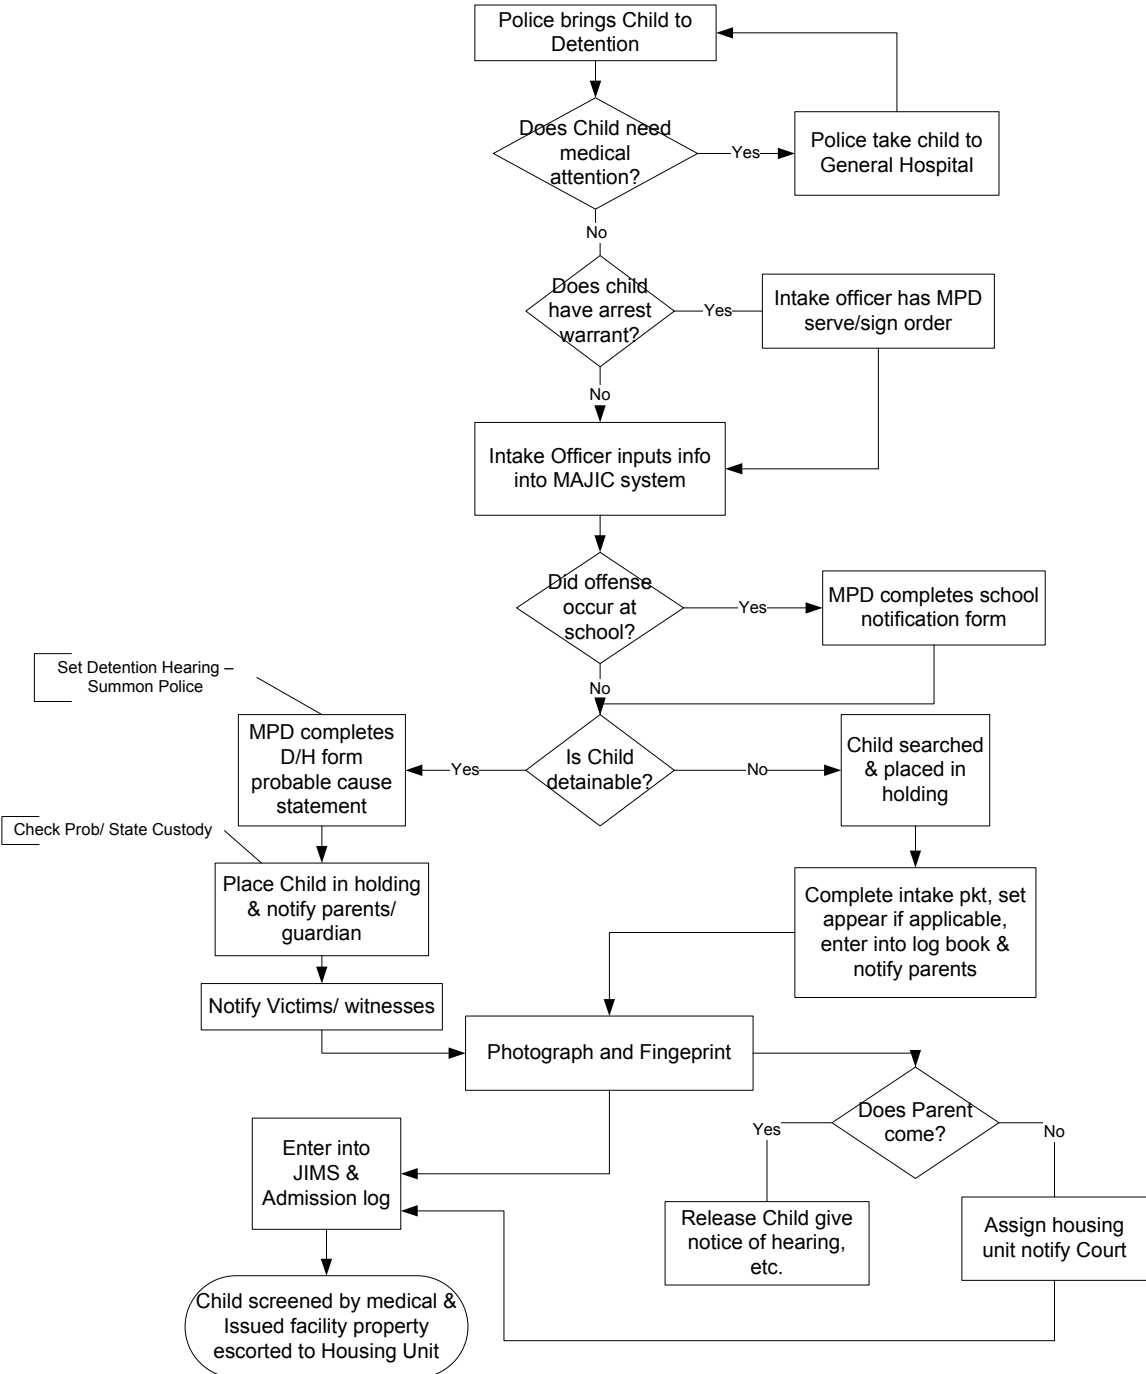 Police brings Child to
Detention
Does Child need
medical
attention?
Yes
Police take child to
General Hospital
No
Does child
have arrest
warrant?
Yes
Intake officer has MPD
serve/sign order
No
Intake Officer inputs info
into MAJIC system
Did offense
occur at
school?
Yes
MPD completes school
notification form
No
Set Detention Hearing –
Summon Police
MPD completes
D/H form
probable cause
statement
Yes
Is Child
detainable?
No
Child searched
& placed in
holding
Check Prob/ State Custody
Place Child in holding
& notify parents/
guardian
Complete intake pkt, set
appear if applicable,
enter into log book &
notify parents
Notify Victims/ witnesses
Photograph and Fingeprint
Does Parent
come?
Yes
No
Enter into
JIMS &
Admission log
Release Child give
notice of hearing,
etc.
Assign housing
unit notify Court
Child screened by medical &
Issued facility property
escorted to Housing Unit